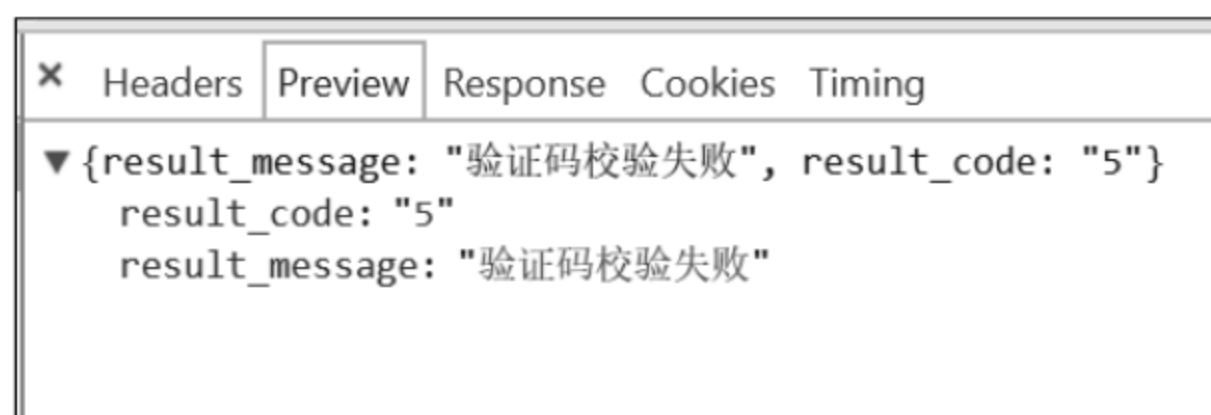 × Headers Preview Response Cookies Timing
▼ {result_message: "验证码校验失败", result_code: "5"}
result_code: "5"
result_message: "验证码校验失败"